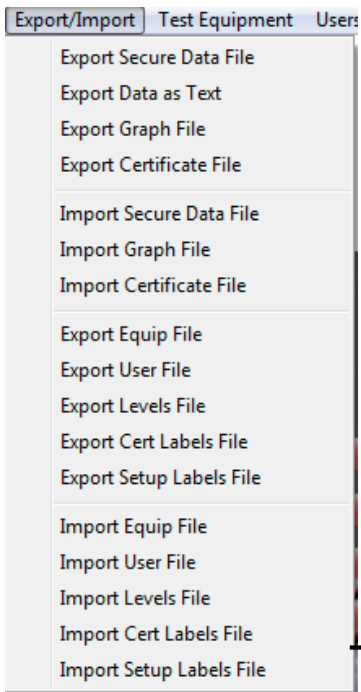 Export/Import Test Equipment Users
Export Secure Data File
Export Data as Text
Export Graph File
Export Certificate File
Import Secure Data File
Import Graph File
Import Certificate File
Export Equip File
Export User File
Export Levels File
Export Cert Labels File
Export Setup Labels File
Import Equip File
Import User File
Import Levels File
Import Cert Labels File
Import Setup Labels File